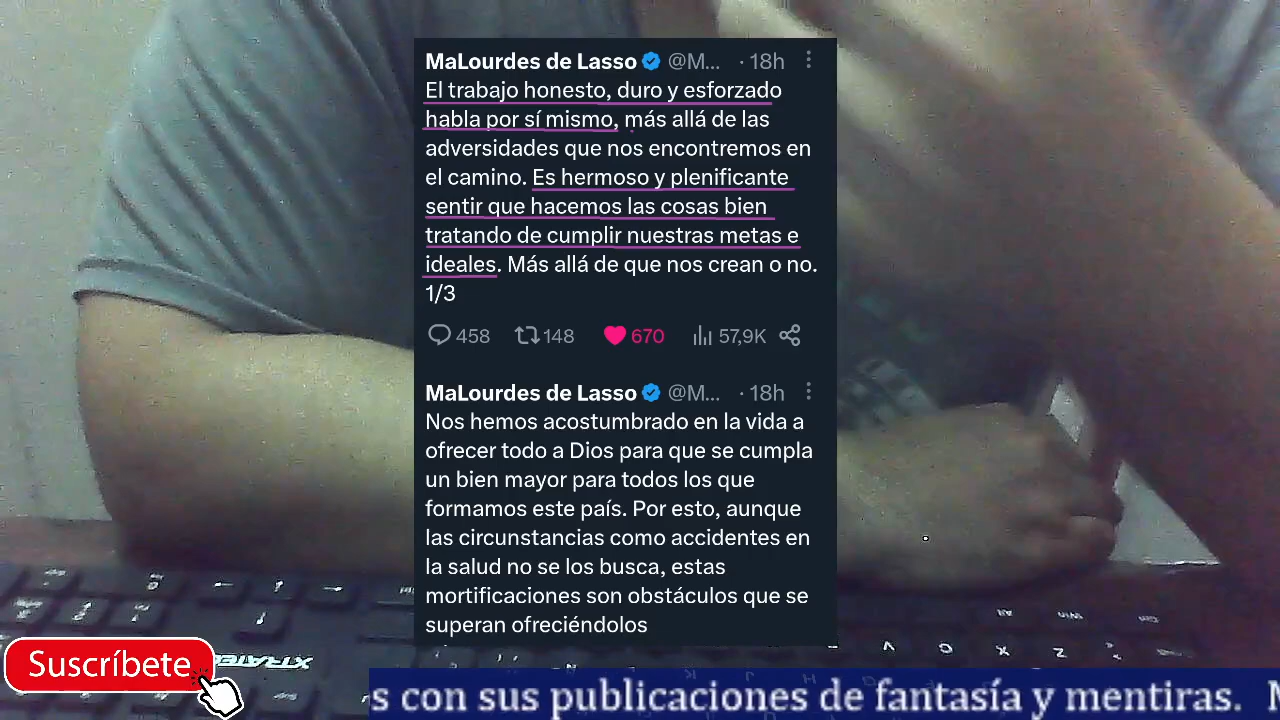 MaLourdes de Lasso @M... · 18h
El trabajo honesto, duro y esforzado
habla por sí mismo, más allá de las
adversidades que nos encontremos en
el camino. Es hermoso y plenificante
sentir que hacemos las cosas bien
tratando de cumplir nuestras metas e
ideales. Más allá de que nos crean o no.
1/3
458 148 670 57,9K
MaLourdes de Lasso @M... · 18h
Nos hemos acostumbrado en la vida a
ofrecer todo a Dios para que se cumpla
un bien mayor para todos los que
formamos este país. Por esto, aunque
las circunstancias como accidentes en
la salud no se los busca, estas
mortificaciones son obstáculos que se
superan ofreciéndolos
Suscríbete
s con sus publicaciones de fantasía y mentiras.